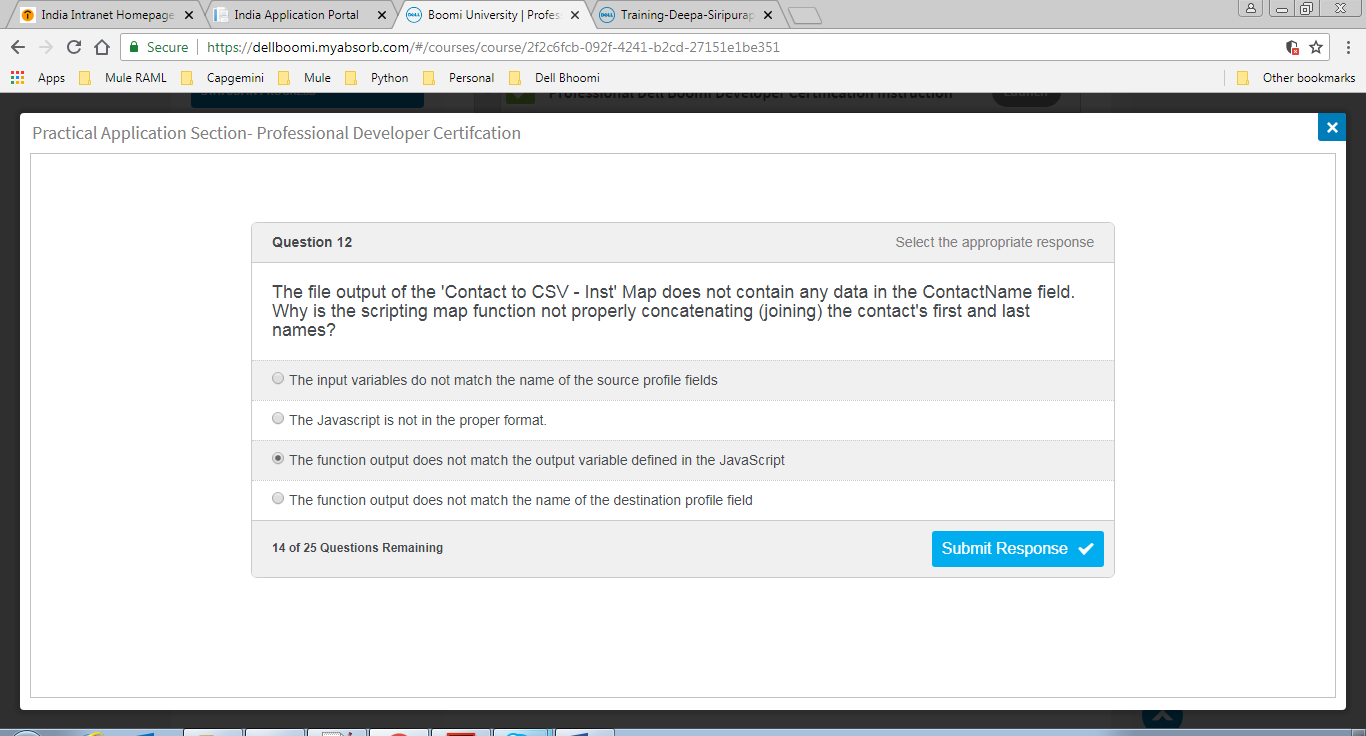 India Intranet Homepage
India Application Portal
Boomi University | Profes
Training-Deepa-Siripurap
Secure
https://dellboomi.myabsorb.com/#/courses/course/2f2c6fcb-092f-4241-b2cd-27151e1be351
Apps
Mule RAML
Capgemini
Mule
Python
Personal
Dell Bhoomi
Other bookmarks
Professional Dell Boomi Developer Certification Instruction
Practical Application Section- Professional Developer Certifcation
Question 12
Select the appropriate response
The file output of the 'Contact to CSV - Inst' Map does not contain any data in the ContactName field.
Why is the scripting map function not properly concatenating (joining) the contact's first and last
names?
The input variables do not match the name of the source profile fields
The Javascript is not in the proper format.
The function output does not match the output variable defined in the JavaScript
The function output does not match the name of the destination profile field
14 of 25 Questions Remaining
Submit Response